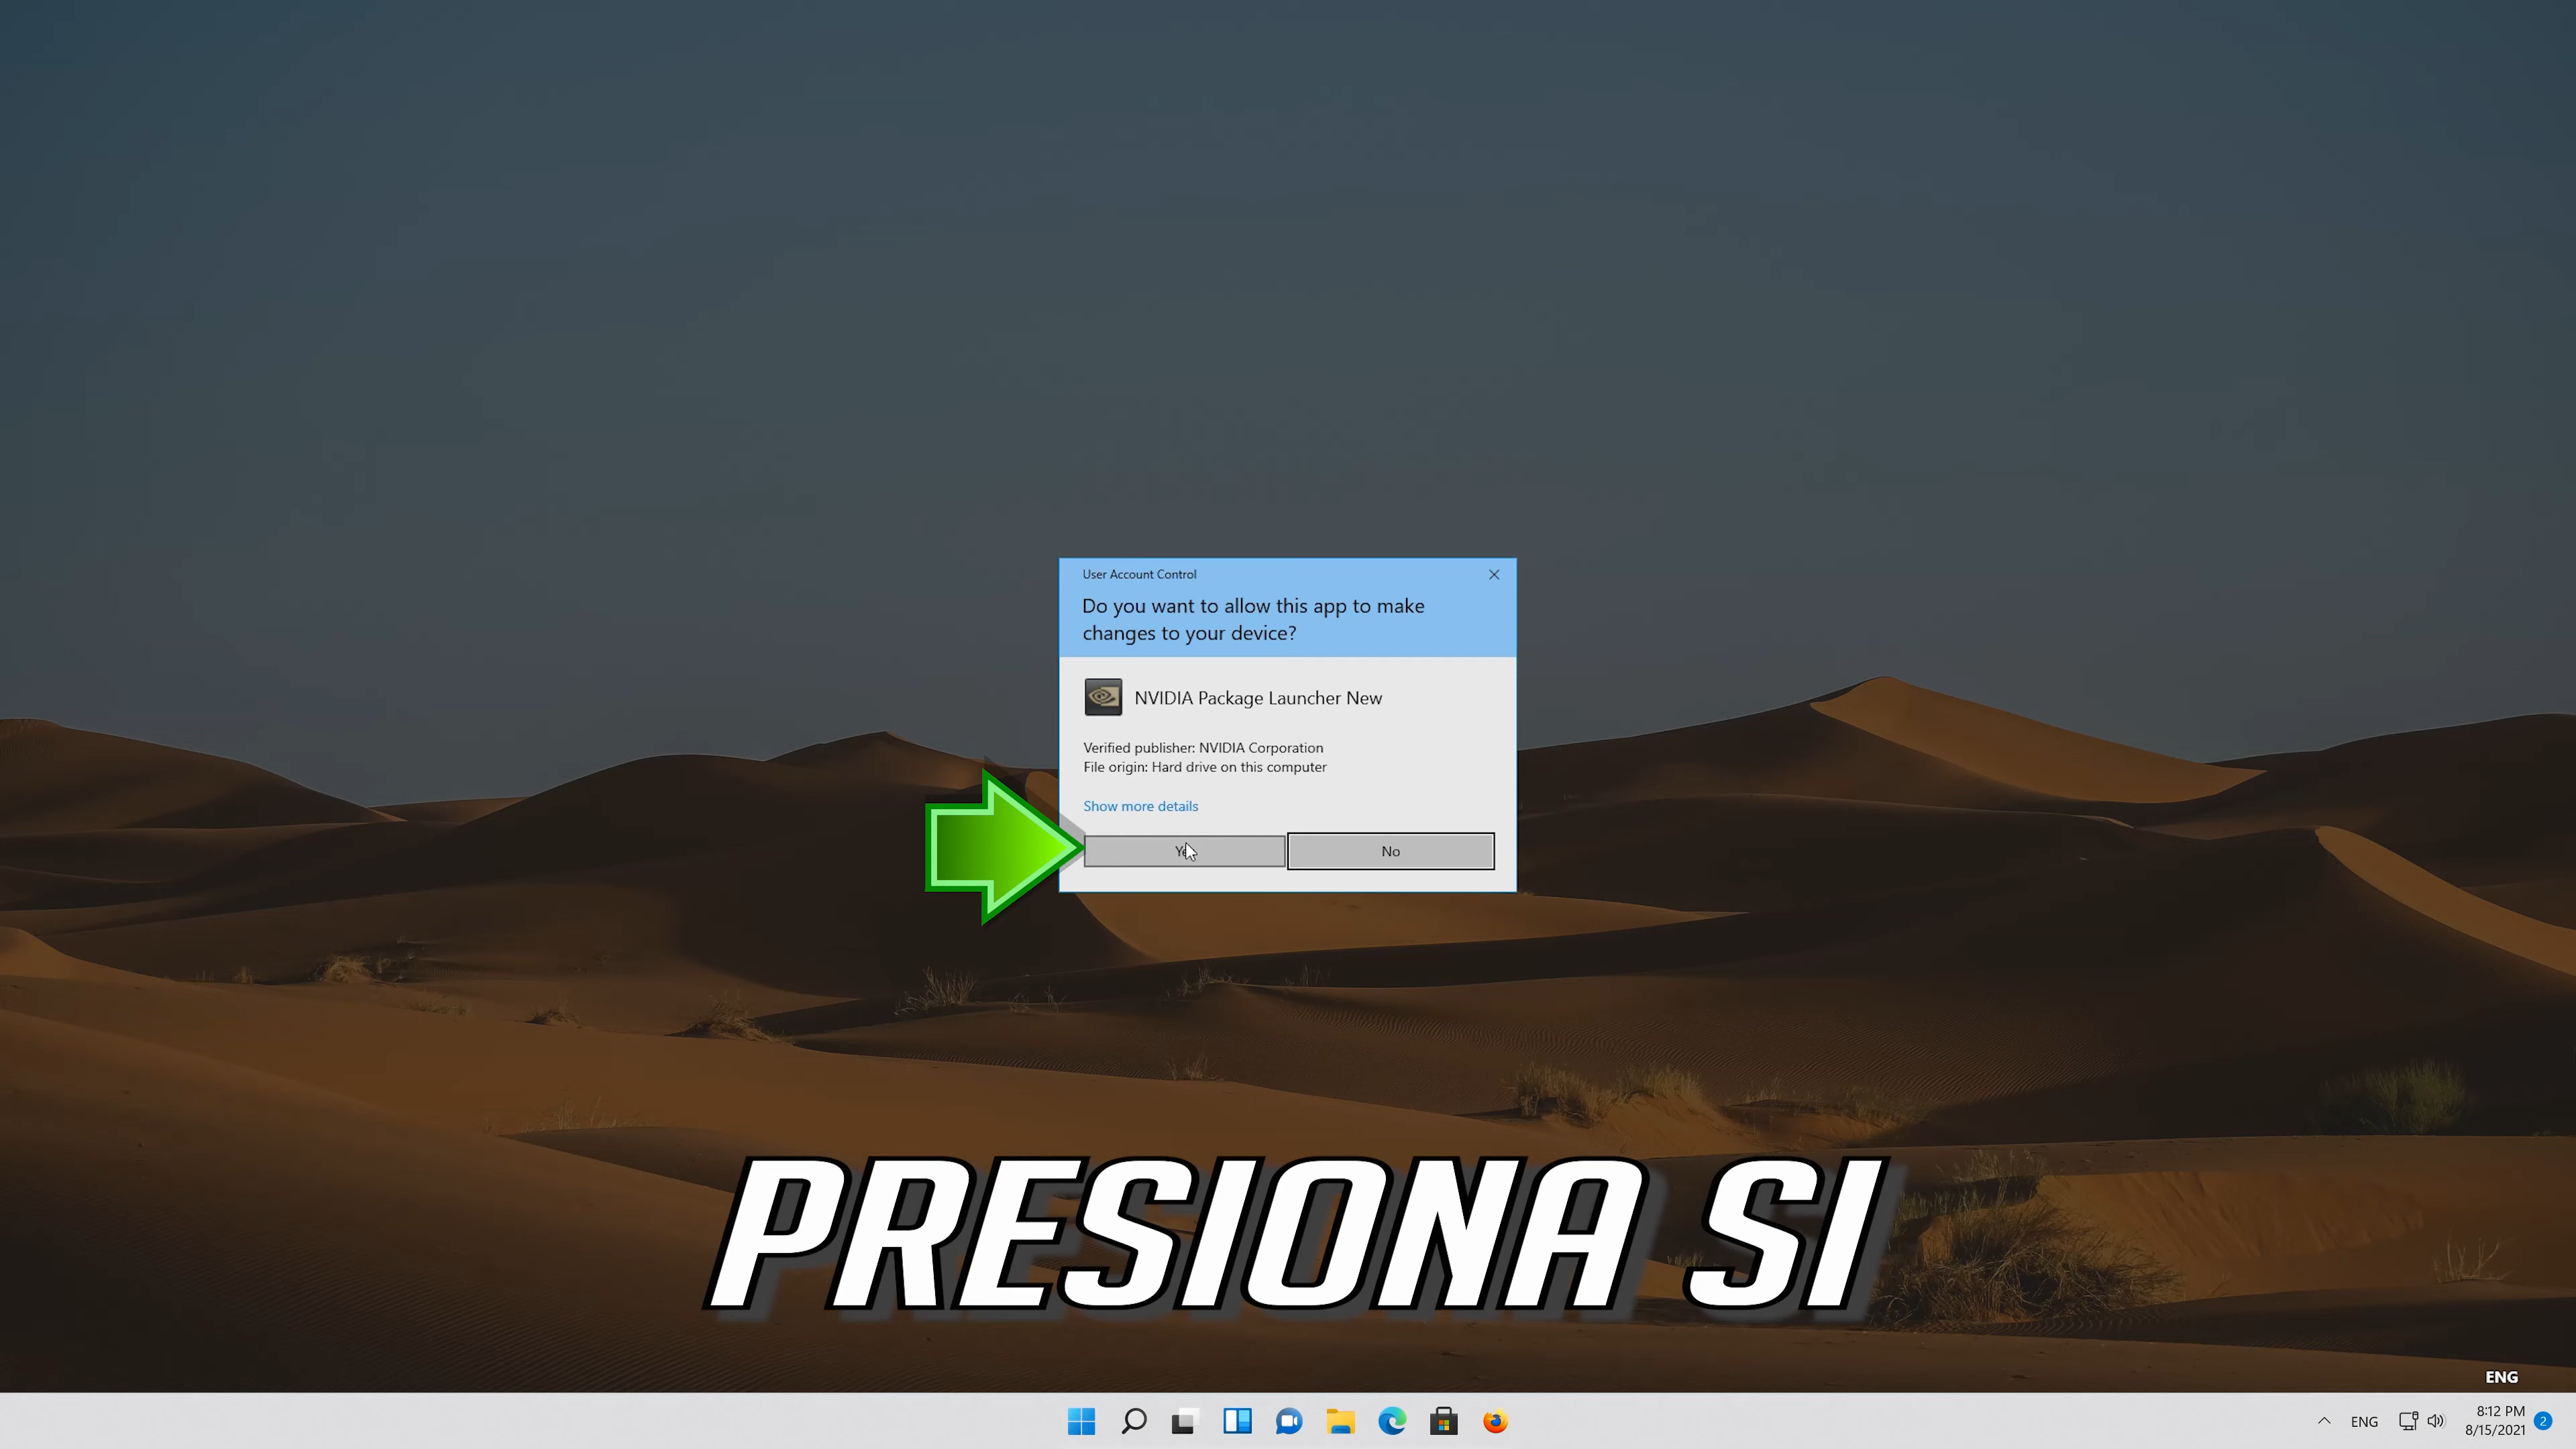 User Account Control
Do you want to allow this app to make
changes to your device?
NVIDIA Package Launcher New
Verified publisher: NVIDIA Corporation
File origin: Hard drive on this computer
Show more details
No
PRESIONA SI
ENG
ENG
8:12 PM
8/15/2021
2